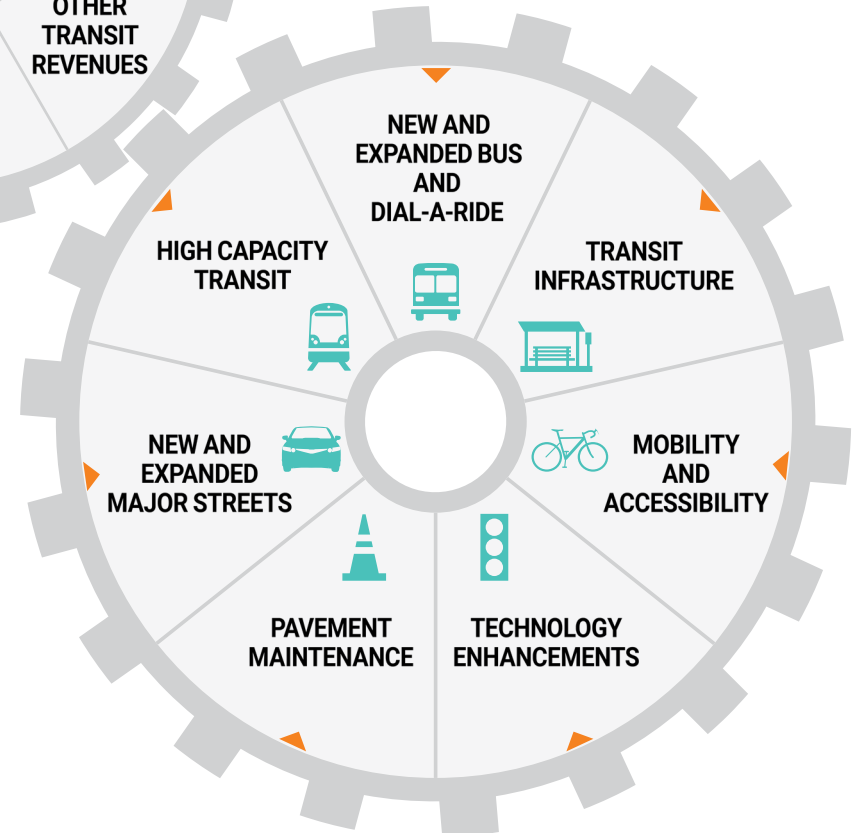 OTHER
TRANSIT
REVENUES
NEW AND
EXPANDED BUS
AND
DIAL-A-RIDE
HIGH CAPACITY
TRANSIT
TRANSIT
INFRASTRUCTURE
NEW AND
EXPANDED
MAJOR STREETS
MOBILITY
AND
ACCESSIBILITY
PAVEMENT
MAINTENANCE
TECHNOLOGY
ENHANCEMENTS